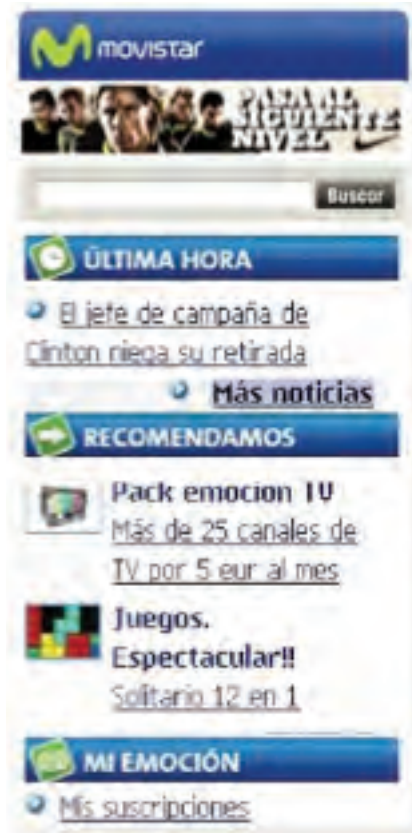 movistar
PASA AL
SIGUIENTE
NIVEL
Buscar
ÚLTIMA HORA
El jefe de campaña de
Clinton niega su retirada
Más noticias
RECOMENDAMOS
Pack emocion TV
Más de 25 canales de
TV por 5 eur al mes
Juegos.
Espectacular!!
Solitario 12 en 1
MI EMOCIÓN
Mis suscripciones